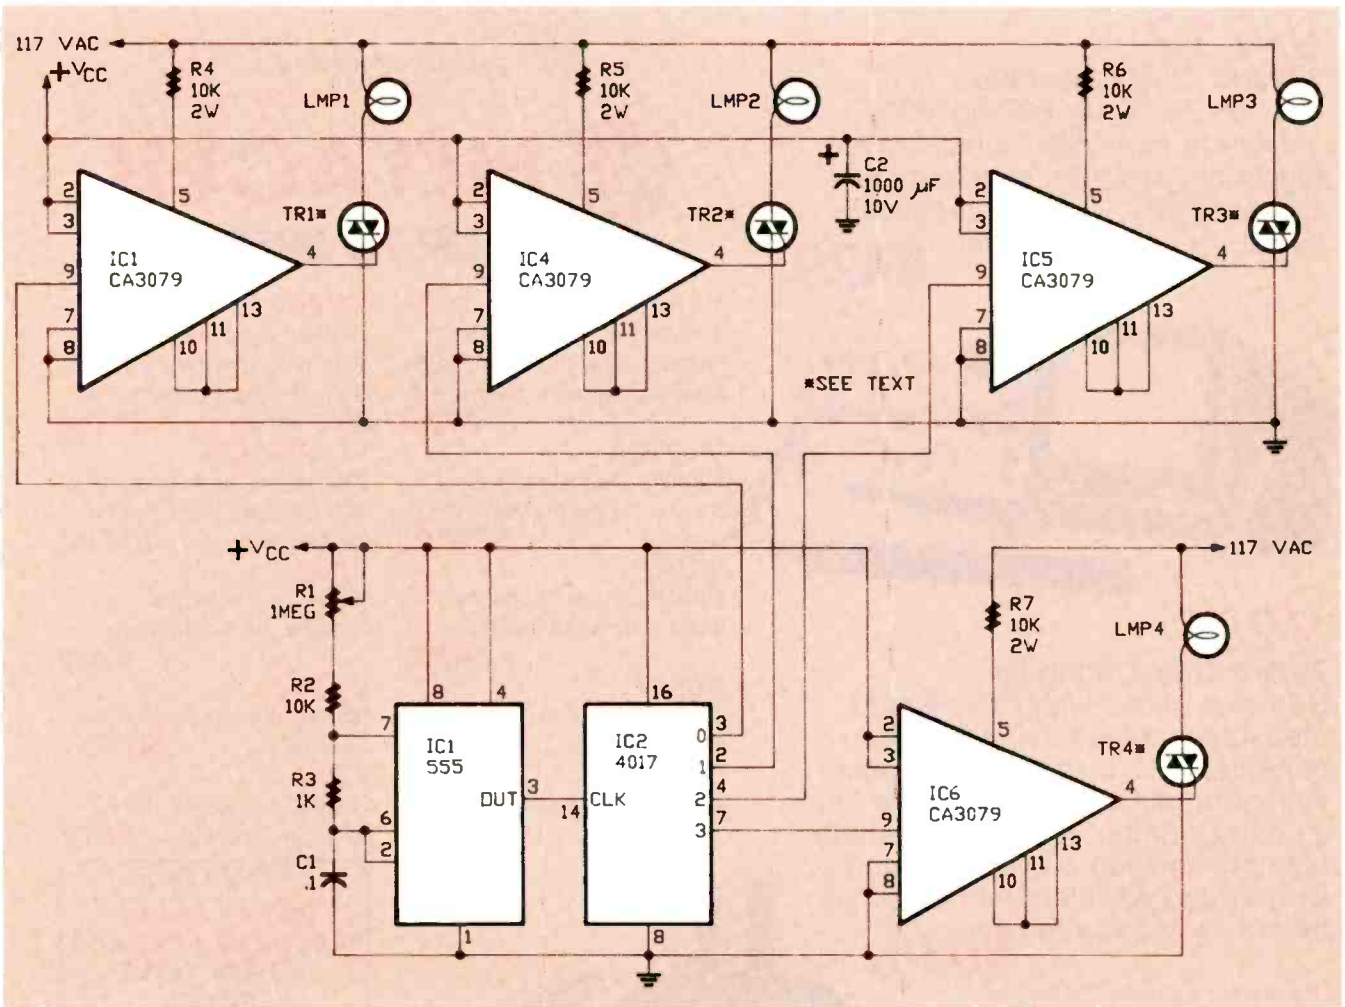 117 VAC
+VCC
R4
10K
2W
LMP1
R5
10K
2W
LMP2
R6
10K
2W
LMP3
C2
1000 µF
10V
+
2
3
9
7
8
5
4
10
11
13
IC1
CA3079
TR1*
2
3
9
7
8
5
4
10
11
13
IC4
CA3079
TR2*
2
3
9
7
8
5
4
10
11
13
IC5
CA3079
TR3*
*SEE TEXT
+VCC
R1
1MEG
R2
10K
R3
1K
C1
.1
7
6
2
8
4
IC1
555
OUT
3
1
14
CLK
16
IC2
4017
0
3
1
2
2
4
3
7
8
117 VAC
R7
10K
2W
LMP4
TR4*
2
3
9
7
8
5
4
10
11
13
IC6
CA3079